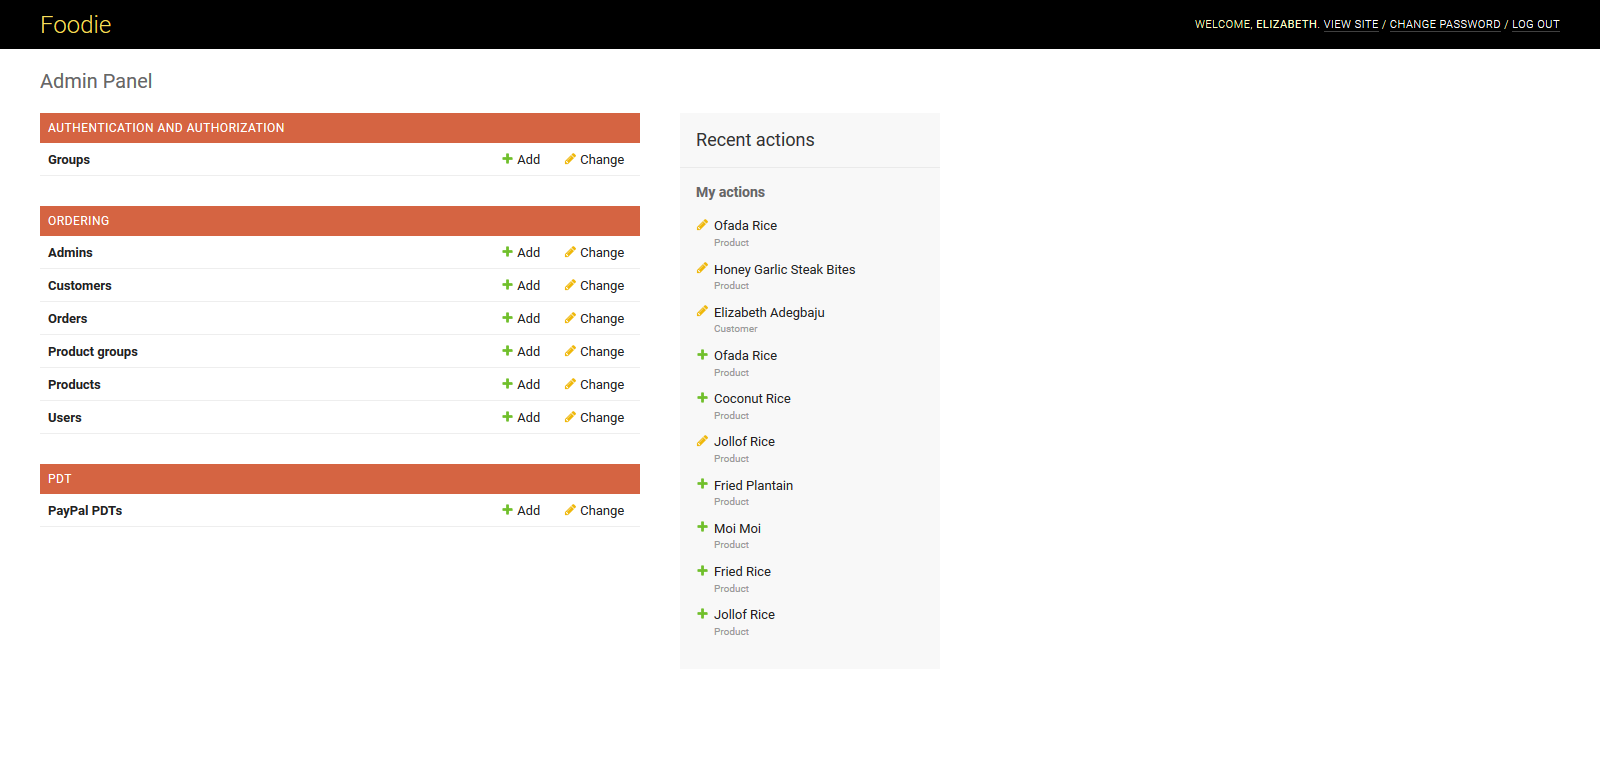 Foodie
WELCOME, ELIZABETH. VIEW SITE / CHANGE PASSWORD / LOG OUT
Admin Panel
AUTHENTICATION AND AUTHORIZATION
Groups Add Change
ORDERING
Admins Add Change
Customers Add Change
Orders Add Change
Product groups Add Change
Products Add Change
Users Add Change
PDT
PayPal PDTs Add Change
Recent actions
My actions
Ofada Rice
Product
Honey Garlic Steak Bites
Product
Elizabeth Adegbaju
Customer
Ofada Rice
Product
Coconut Rice
Product
Jollof Rice
Product
Fried Plantain
Product
Moi Moi
Product
Fried Rice
Product
Jollof Rice
Product